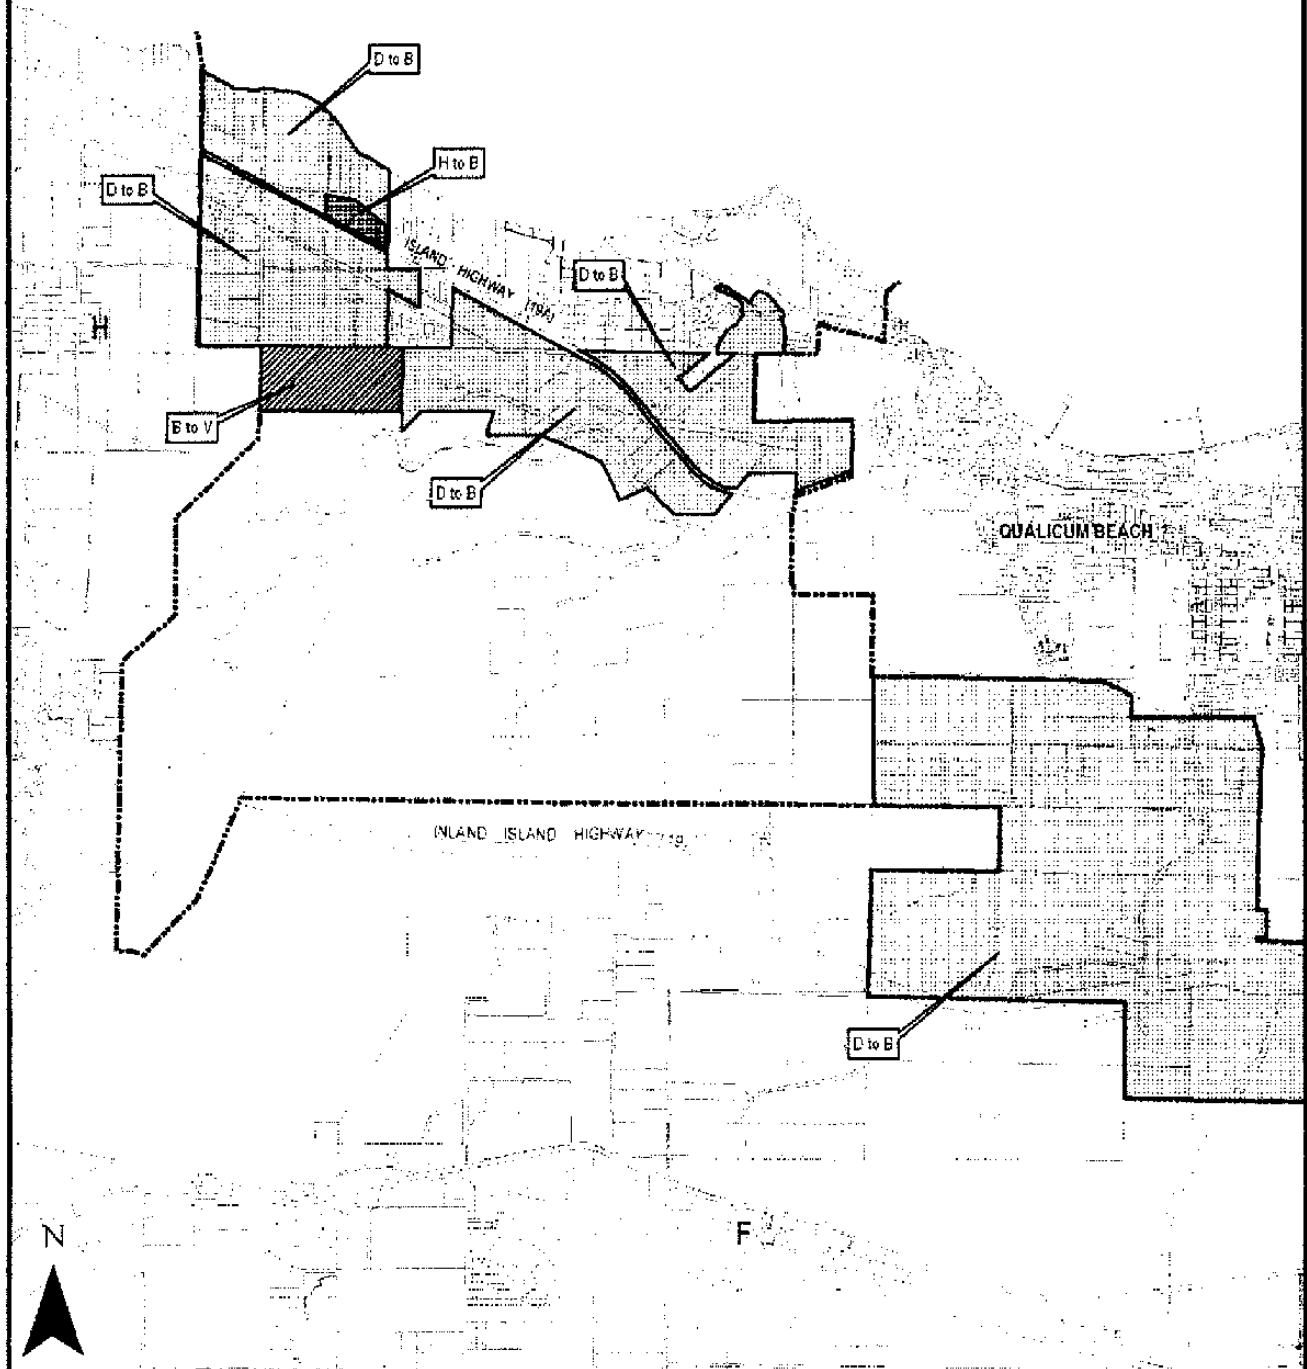 D to B
H to B
D to B
ISLAND HIGHWAY (19A)
D to B
H
B to V
D to B
QUALICUM BEACH
INLAND ISLAND HIGHWAY
D to B
F
N